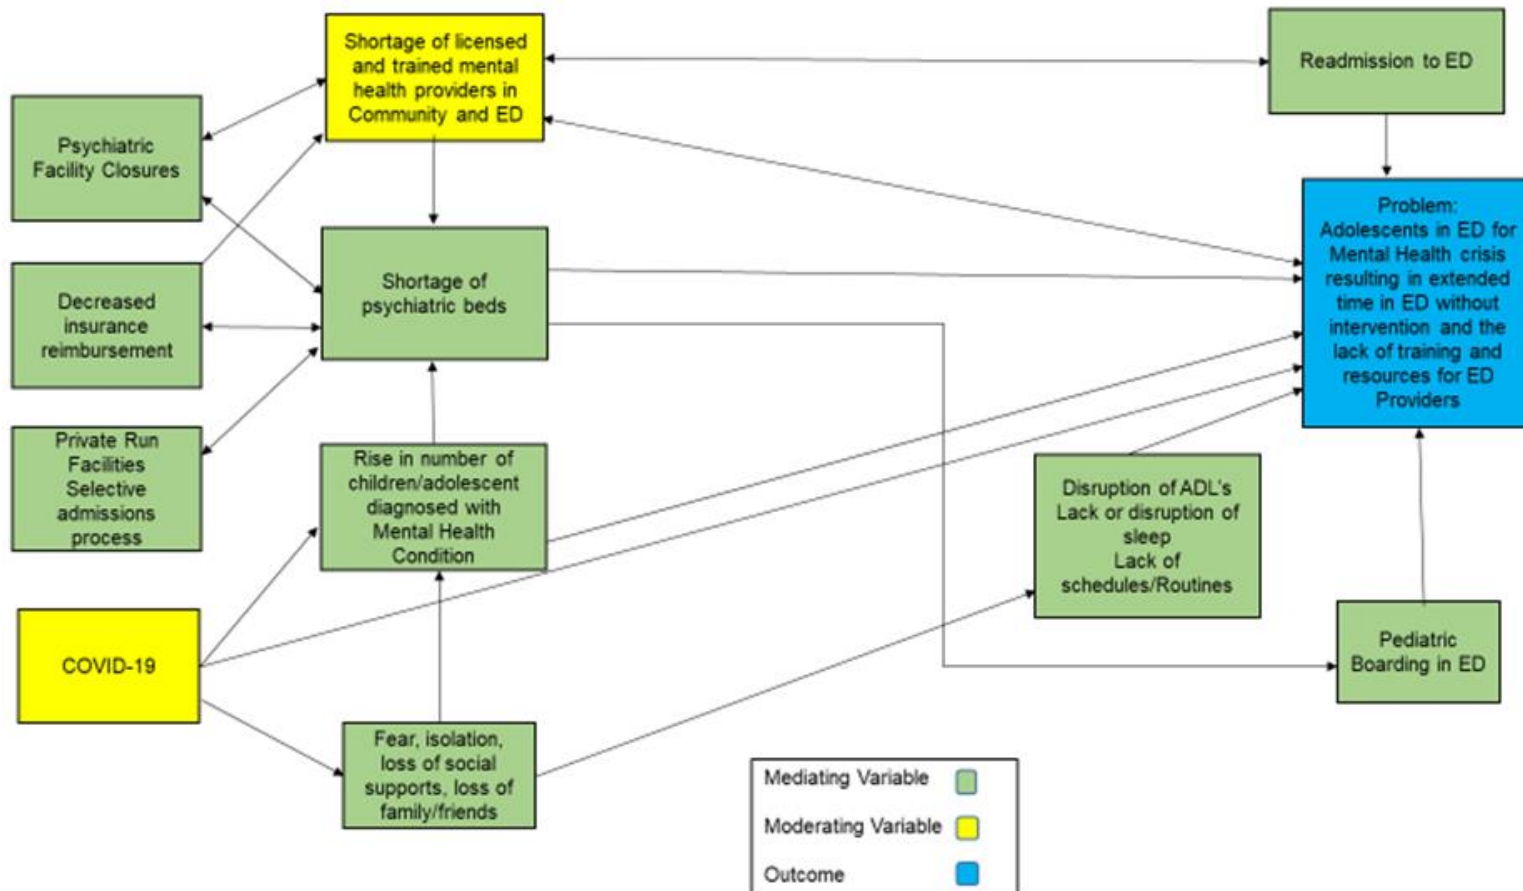 Shortage of licensed
and trained mental
health providers in
Community and ED
Readmission to ED
Psychiatric
Facility Closures
Problem:
Adolescents in ED for
Mental Health crisis
resulting in extended
time in ED without
intervention and the
lack of training and
resources for ED
Providers
Shortage of
psychiatric beds
Decreased
insurance
reimbursement
Private Run
Facilities
Selective
admissions
process
Rise in number of
children/adolescent
diagnosed with
Mental Health
Condition
Disruption of ADL's
Lack or disruption of
sleep
Lack of
schedules/Routines
COVID-19
Pediatric
Boarding in ED
Fear, isolation,
loss of social
supports, loss of
family/friends
Mediating Variable
Moderating Variable
Outcome